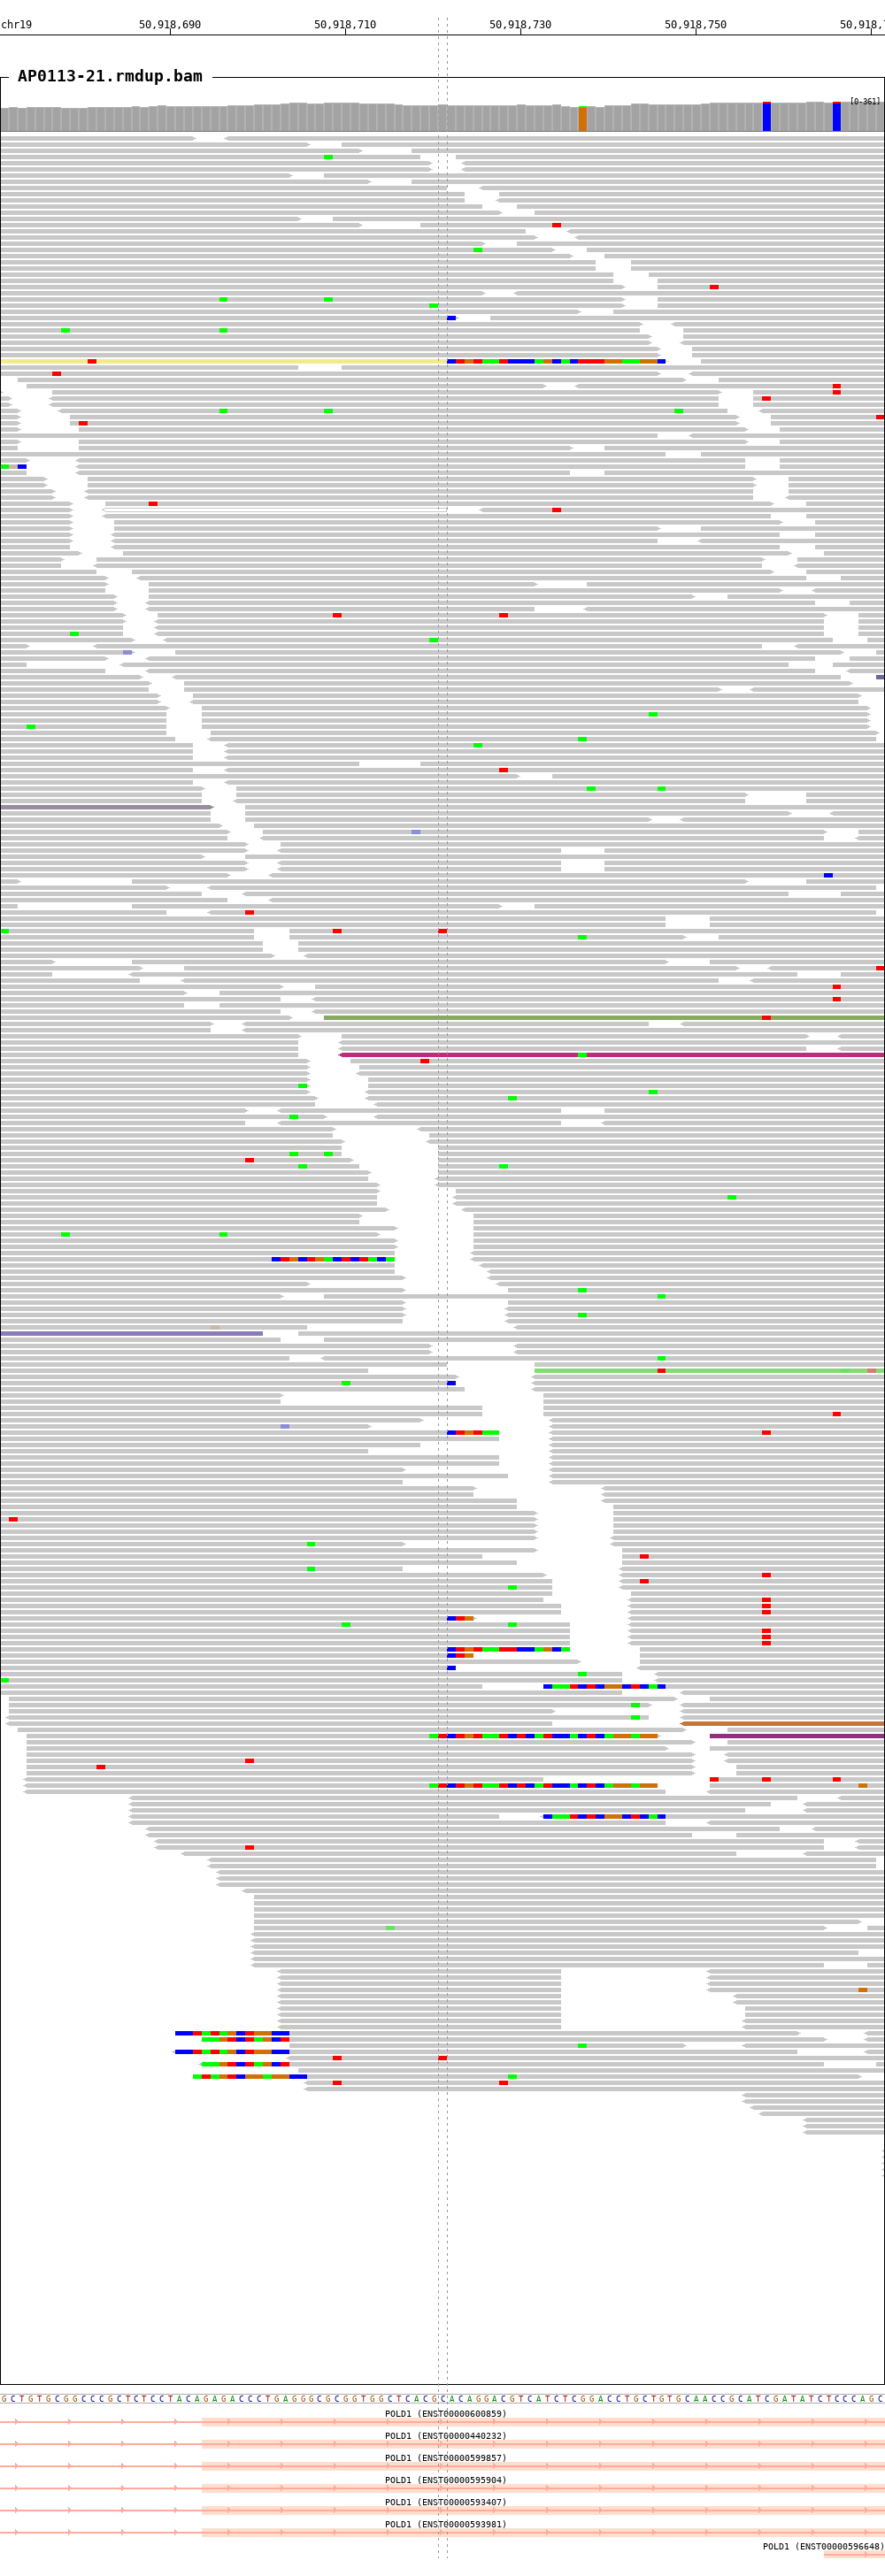 chr19 50,918,690 50,918,710 50,918,730 50,918,750 50,918,
AP0113-21.rmdup.bam
[0-361]
G C T G T G C G G C C C G C T C T C C T A C A G A G A C C C T G A G G G C G C G G T G G C T C A C G C A C A G G A C G T C A T C T C G G A C C T G C T G T G C A A C C G C A T C G A T A T C T C C C A G C
POLD1 (ENST00000600859)
POLD1 (ENST00000440232)
POLD1 (ENST00000599857)
POLD1 (ENST00000595904)
POLD1 (ENST00000593407)
POLD1 (ENST00000593981)
POLD1 (ENST00000596648)